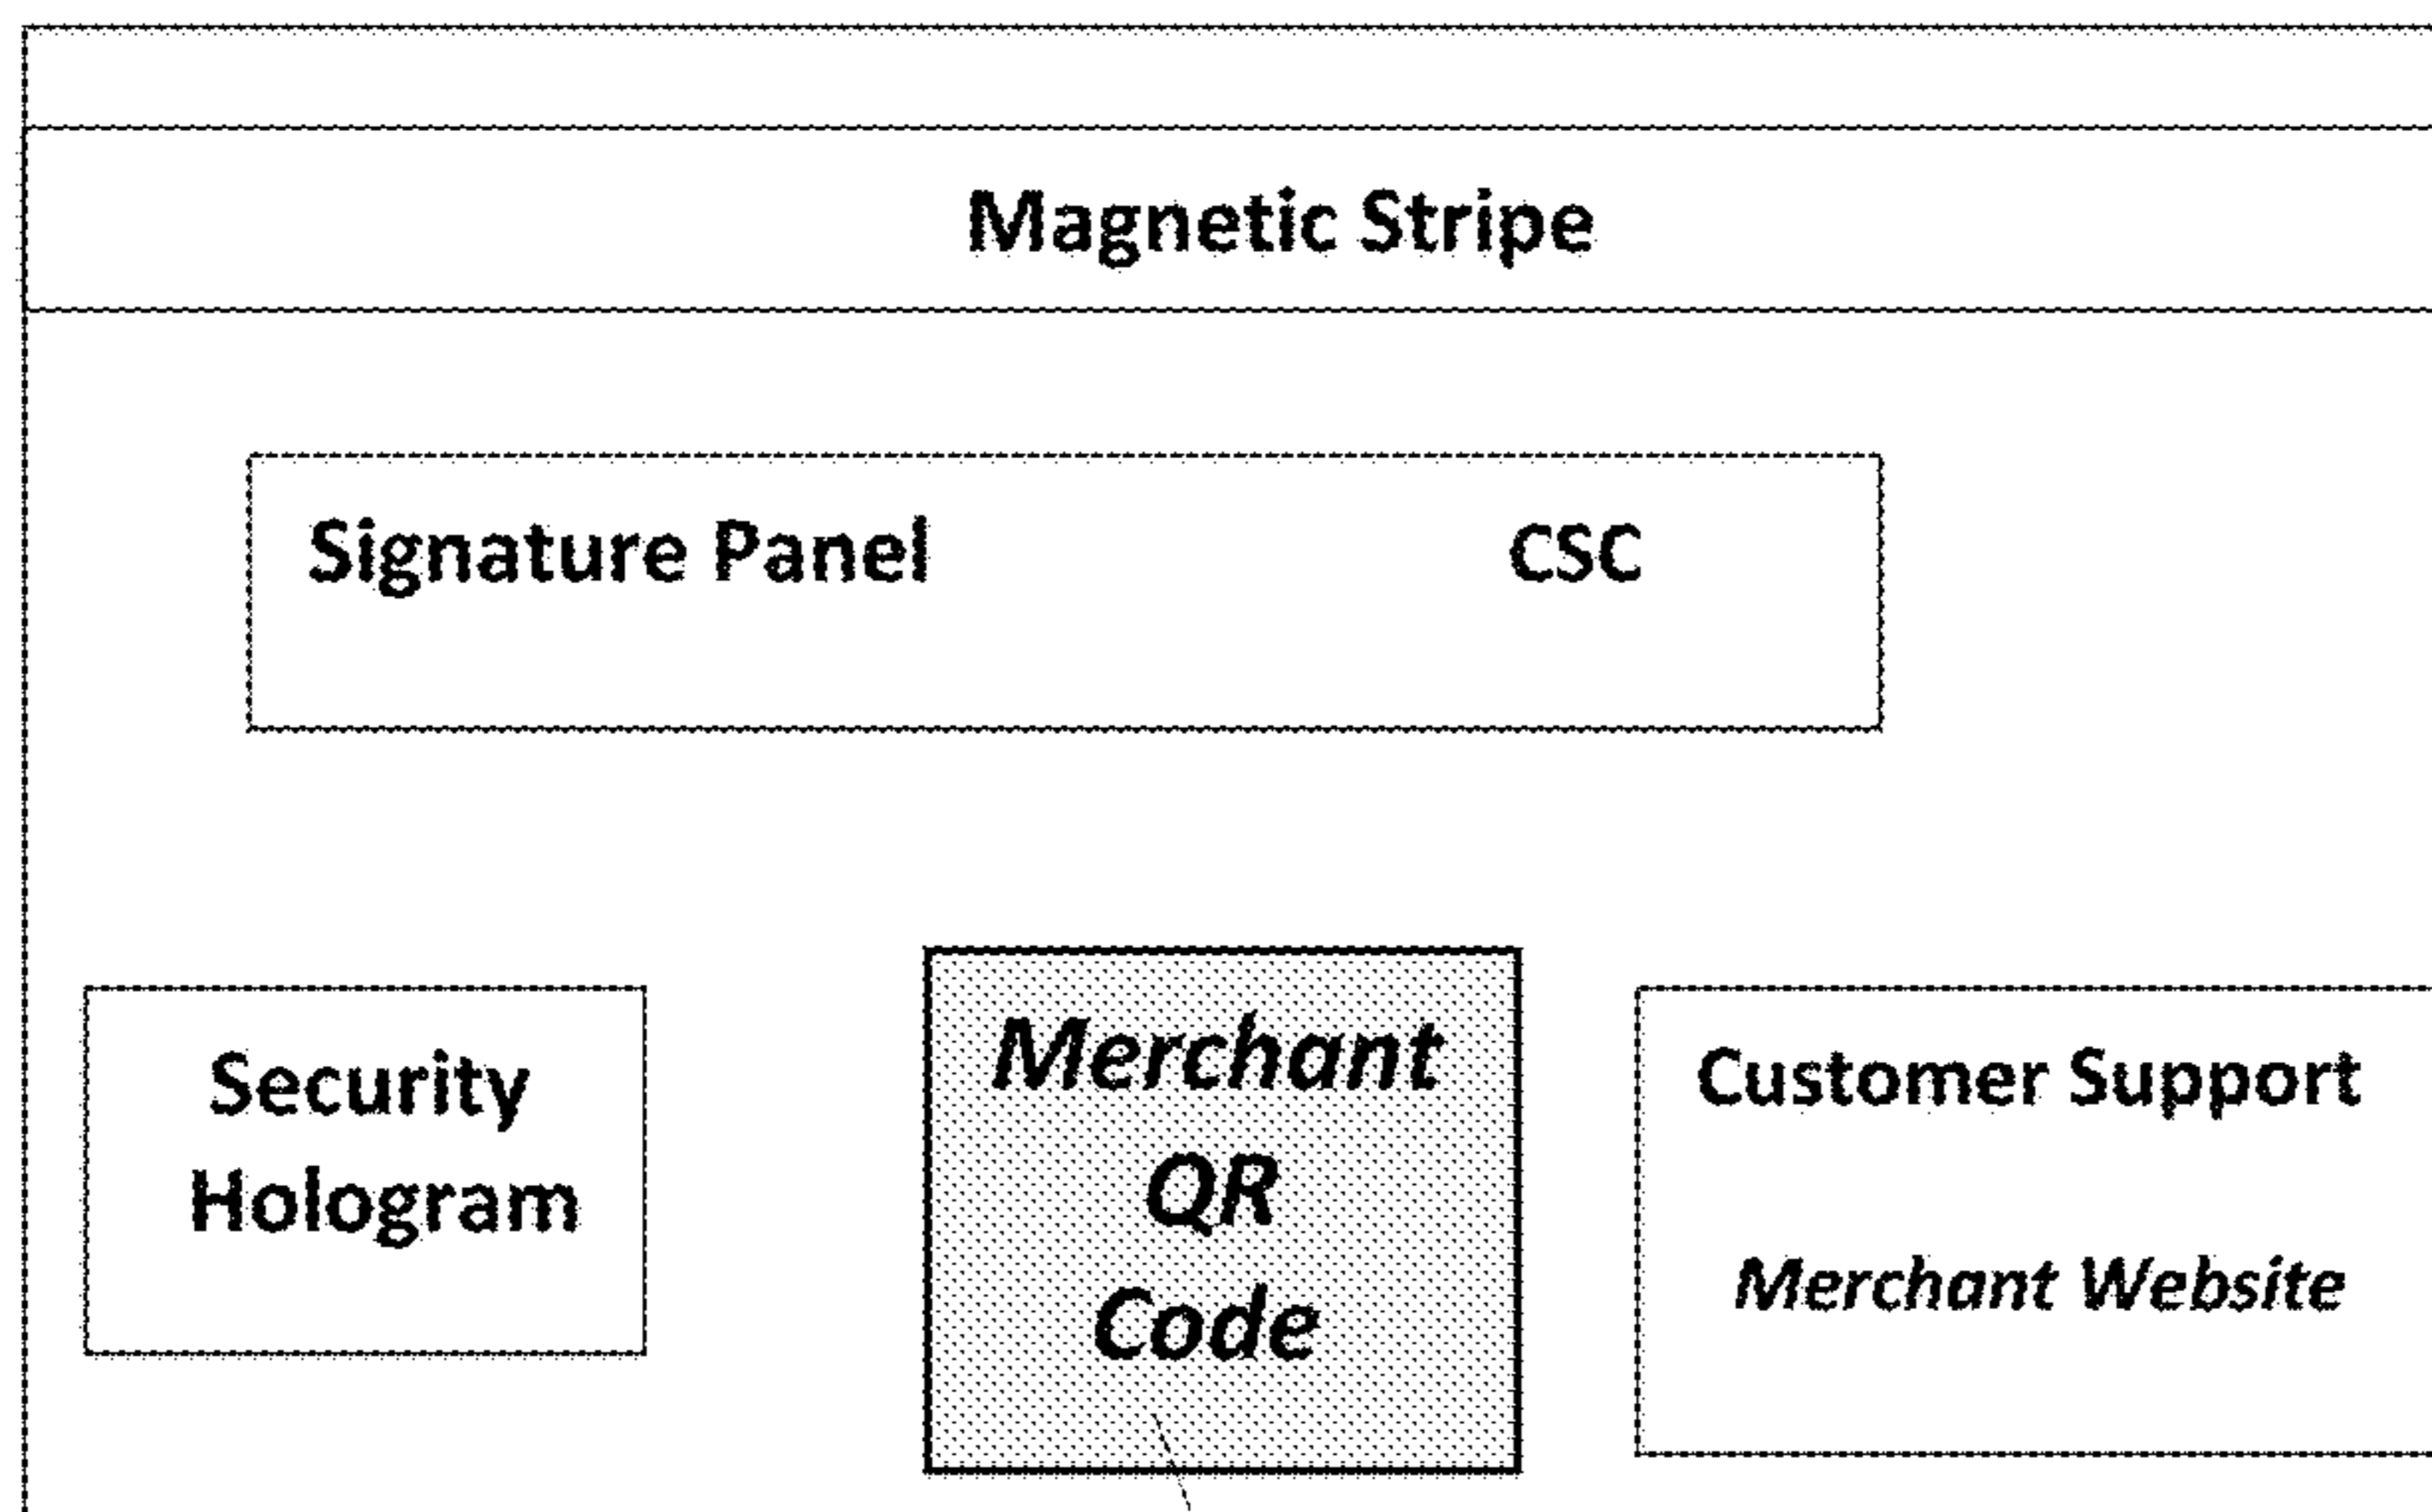 Magnetic Stripe
Signature Panel
CSC
Security
Hologram
Merchant
QR
Code
Customer Support
Merchant Website